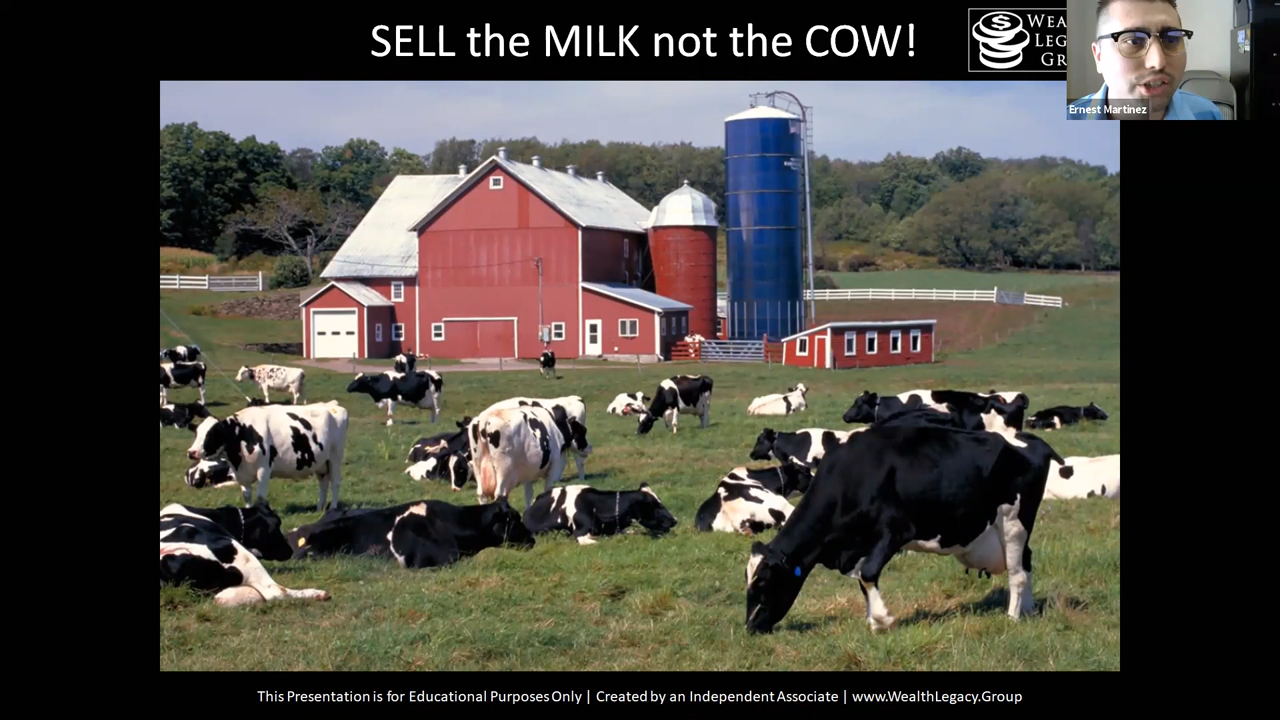 SELL the MILK not the COW!
Ernest Martinez
This Presentation is for Educational Purposes Only | Created by an Independent Associate | www.WealthLegacy.Group